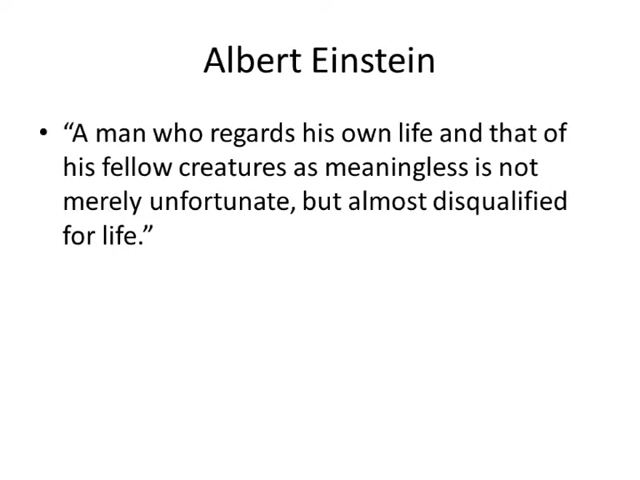 Albert Einstein
• “A man who regards his own life and that of
his fellow creatures as meaningless is not
merely unfortunate, but almost disqualified
for life.”